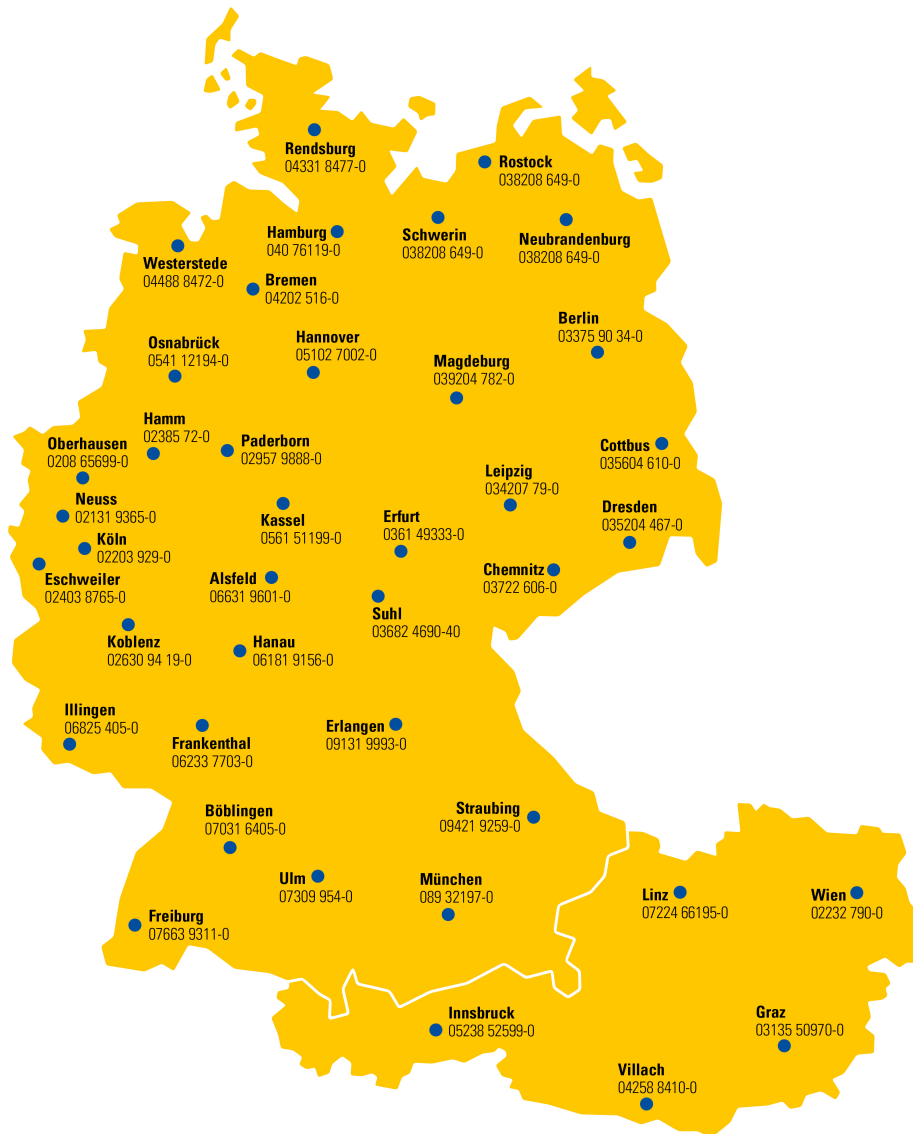 Rendsburg
04331 8477-0
Rostock
038208 649-0
Hamburg
040 76119-0
Schwerin
038208 649-0
Neubrandenburg
038208 649-0
Westerstede
04488 8472-0
Bremen
04202 516-0
Berlin
03375 90 34-0
Osnabrück
0541 12194-0
Hannover
05102 7002-0
Magdeburg
039204 782-0
Hamm
02385 72-0
Oberhausen
0208 65699-0
Paderborn
02957 9888-0
Cottbus
035604 610-0
Leipzig
034207 79-0
Neuss
02131 9365-0
Kassel
0561 51199-0
Erfurt
0361 49333-0
Dresden
035204 467-0
Köln
02203 929-0
Eschweiler
02403 8765-0
Alsfeld
06631 9601-0
Chemnitz
03722 606-0
Suhl
03682 4690-40
Koblenz
02630 94 19-0
Hanau
06181 9156-0
Illingen
06825 405-0
Frankenthal
06233 7703-0
Erlangen
09131 9993-0
Böblingen
07031 6405-0
Straubing
09421 9259-0
Ulm
07309 954-0
München
089 32197-0
Linz
07224 66195-0
Wien
02232 790-0
Freiburg
07663 9311-0
Innsbruck
05238 52599-0
Graz
03135 50970-0
Villach
04258 8410-0